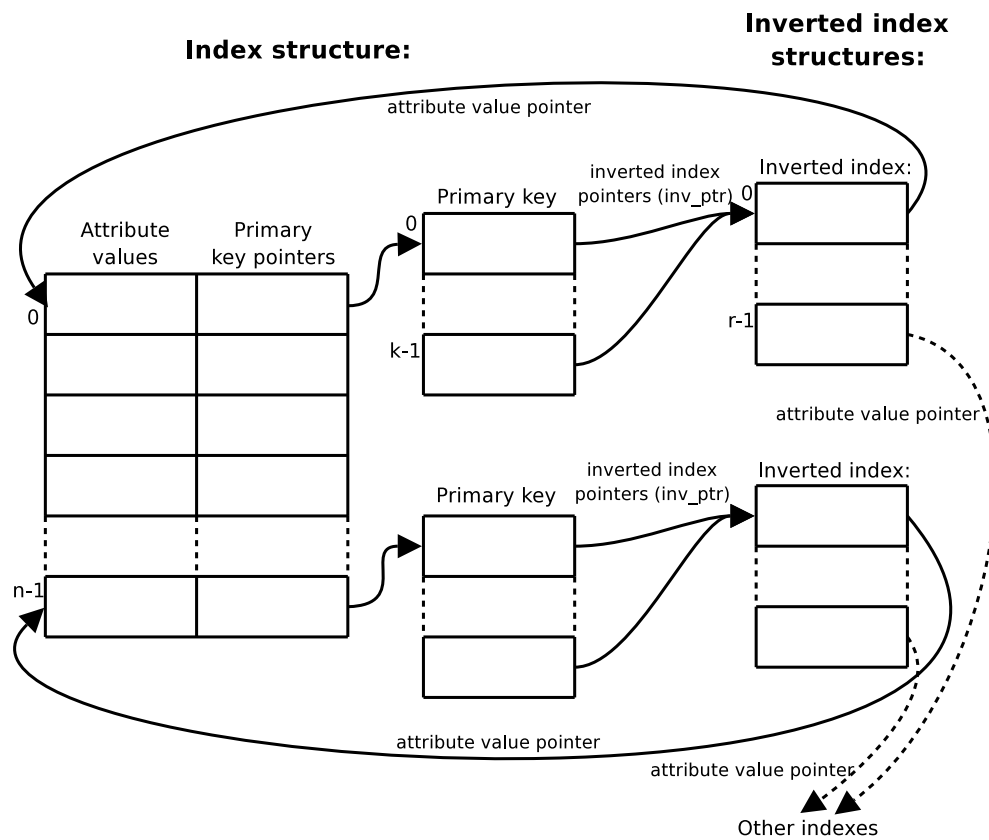 Index structure:
Inverted index
structures:
attribute value pointer
inverted index
pointers (inv_ptr)
Inverted index:
Primary key
0
0
Attribute
values
Primary
key pointers
0
k-1
r-1
attribute value pointer
inverted index
pointers (inv_ptr)
Inverted index:
Primary key
n-1
attribute value pointer
attribute value pointer
Other indexes